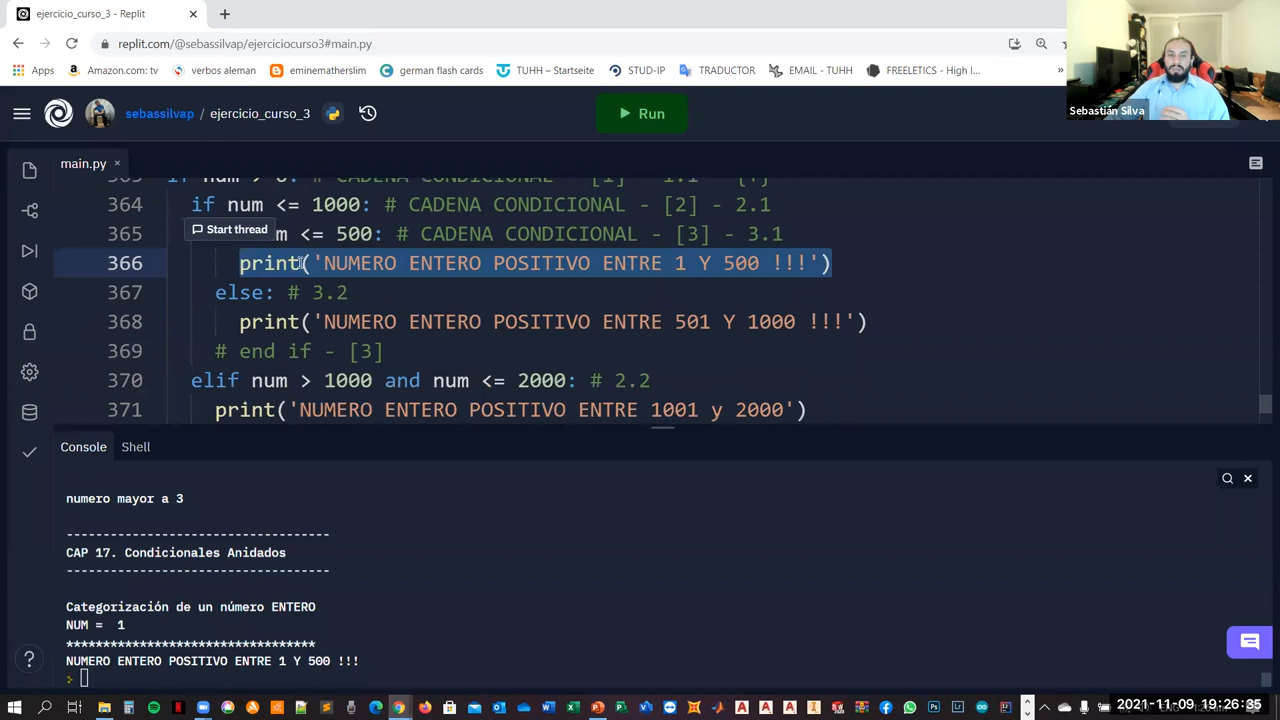 ejercicio_curso_3 - Replit
replit.com/@sebassilvap/ejerciciocurso3#main.py
Apps
Amazon.com: tv
verbos aleman
eminematherslim
german flash cards
TUHH – Startseite
STUD-IP
TRADUCTOR
EMAIL - TUHH
FREELETICS - High I...
»
Sebastián Silva
sebassilvap / ejercicio_curso_3
Run
main.py
364 if num <= 1000: # CADENA CONDICIONAL - [2] - 2.1
Start thread
365 m <= 500: # CADENA CONDICIONAL - [3] - 3.1
366 print('NUMERO ENTERO POSITIVO ENTRE 1 Y 500 !!!')
367 else: # 3.2
368 print('NUMERO ENTERO POSITIVO ENTRE 501 Y 1000 !!!')
369 # end if - [3]
370 elif num > 1000 and num <= 2000: # 2.2
371 print('NUMERO ENTERO POSITIVO ENTRE 1001 y 2000')
Console
Shell
numero mayor a 3
------------------------------------
CAP 17. Condicionales Anidados
------------------------------------
Categorización de un número ENTERO
NUM = 1
**********************************
NUMERO ENTERO POSITIVO ENTRE 1 Y 500 !!!
2021-11-09 19:26:35